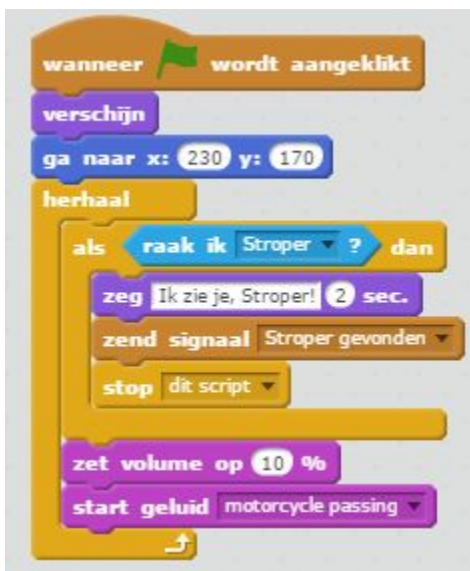 wanneer wordt aangeklikt
verschijn
ga naar x: 230 y: 170
herhaal
als raak ik Stroper ? dan
zeg Ik zie je, Stroper! 2 sec.
zend signaal Stroper gevonden
stop dit script
zet volume op 10 %
start geluid motorcycle passing